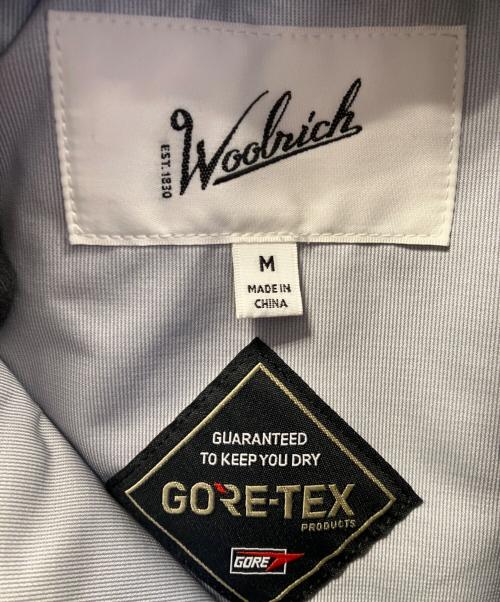 EST. 1830
Woolrich
M
MADE IN
CHINA
GUARANTEED
TO KEEP YOU DRY
GORE-TEX
PRODUCTS
GORE